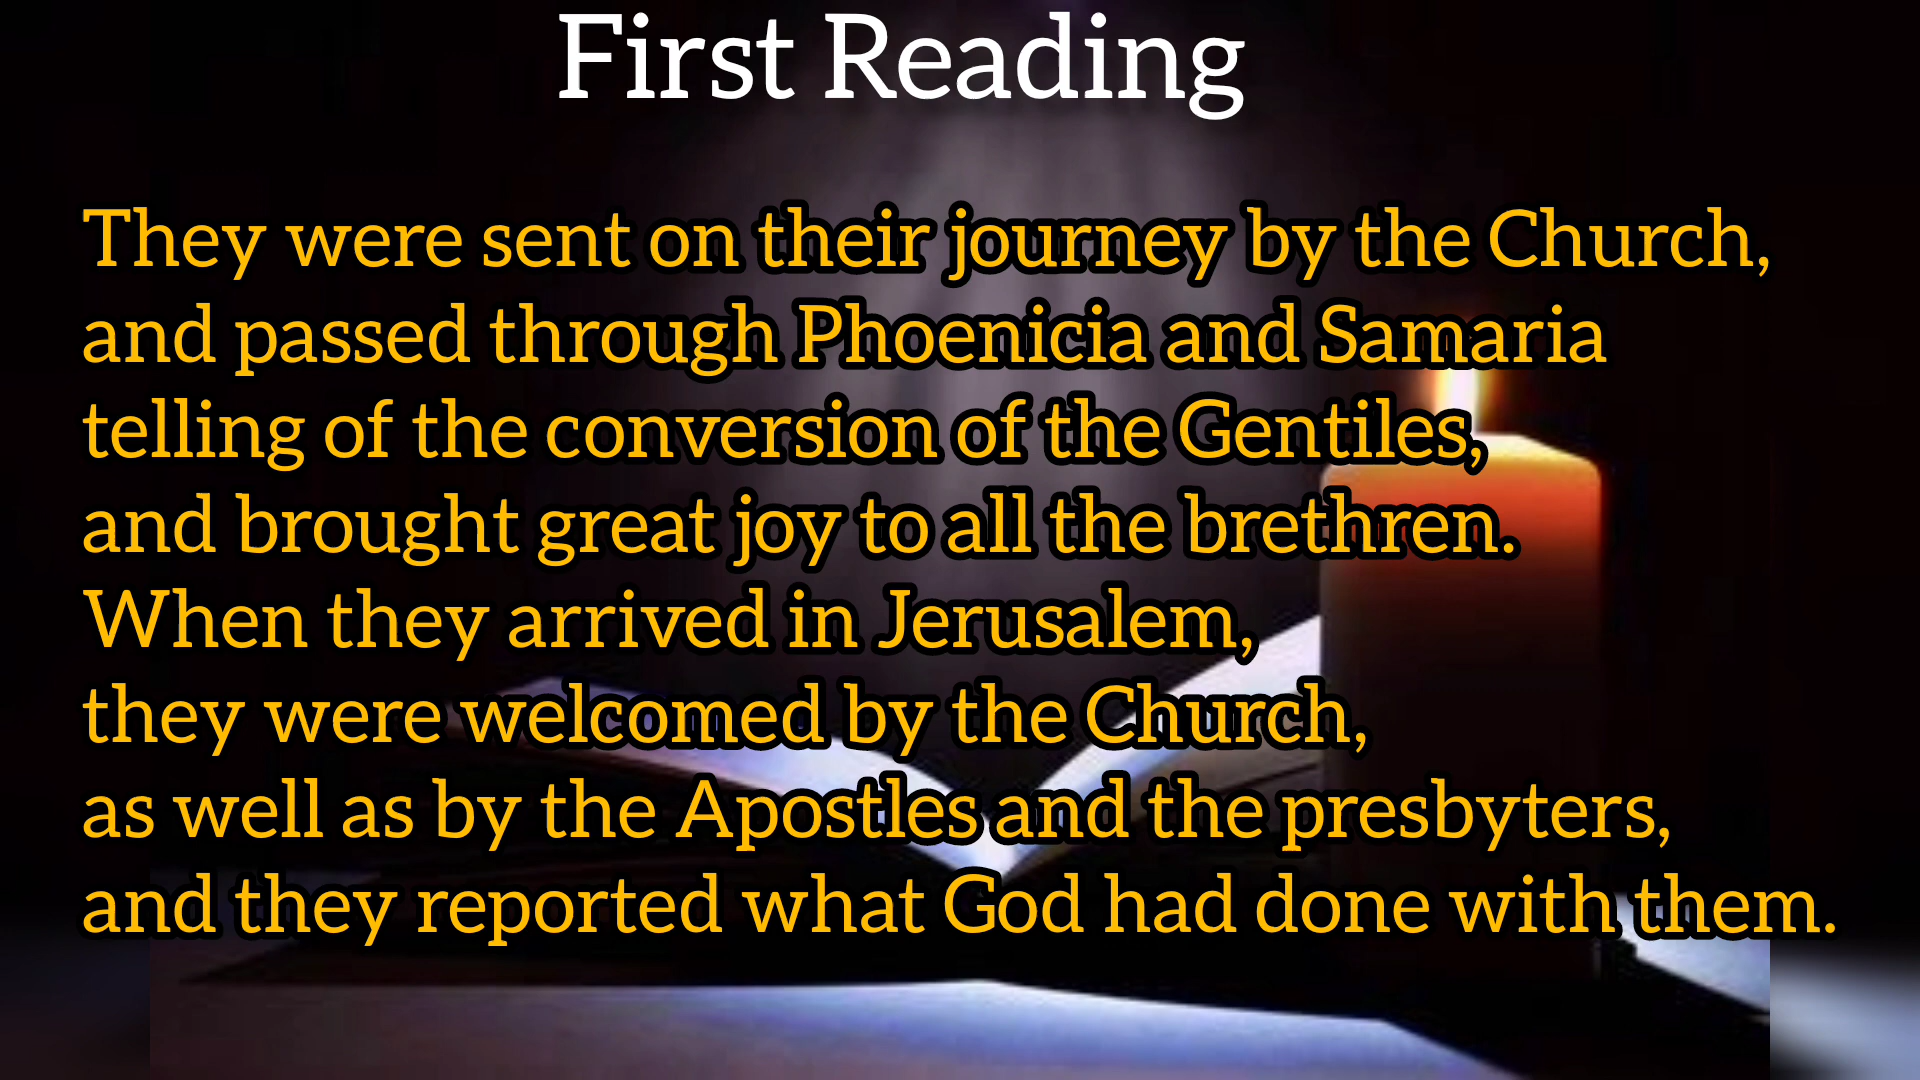 First Reading
They were sent on their journey by the Church,
and passed through Phoenicia and Samaria
telling of the conversion of the Gentiles,
and brought great joy to all the brethren.
When they arrived in Jerusalem,
they were welcomed by the Church,
as well as by the Apostles and the presbyters,
and they reported what God had done with them.